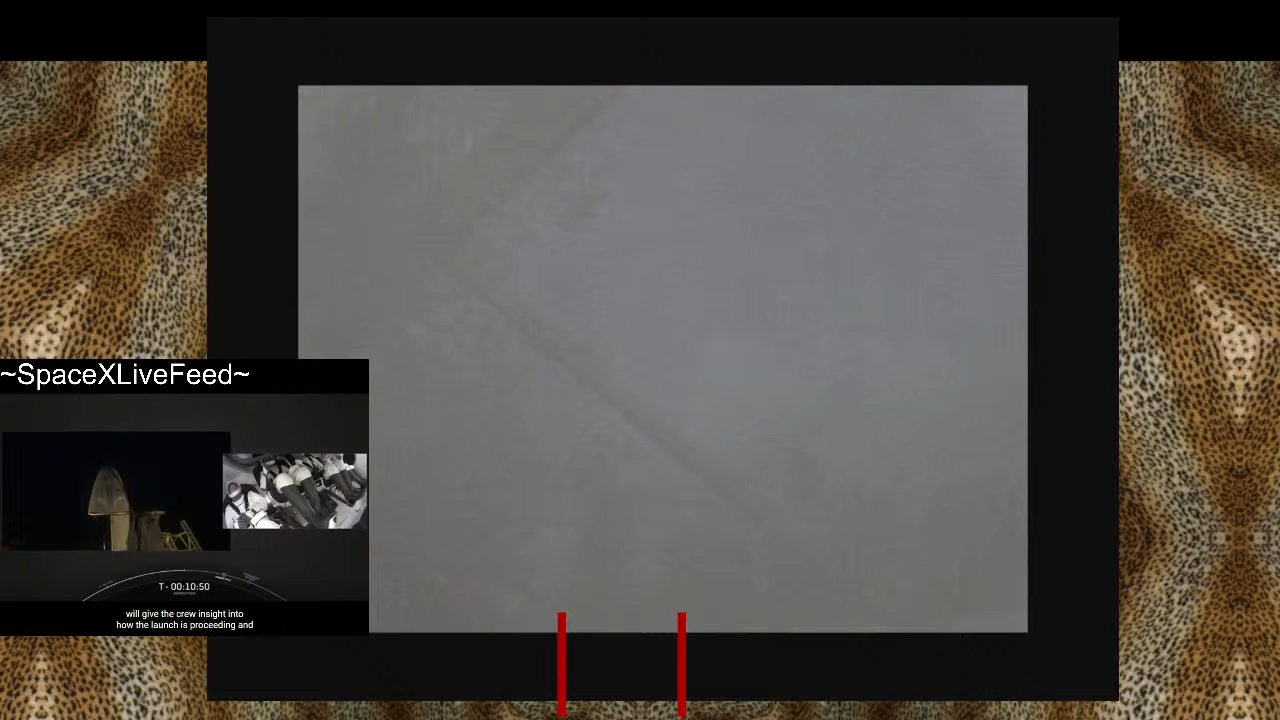 ~SpaceXLiveFeed~
T - 00:10:50
will give the crew insight into
how the launch is proceeding and